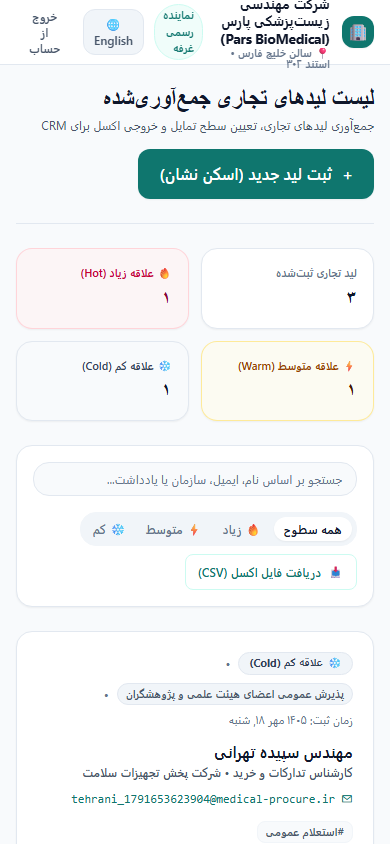 شرکت مهندسی
زیست‌پزشکی پارس
(Pars BioMedical)
📍 سالن خلیج فارس •
استند ۳۰۲
نماینده
رسمی
غرفه
🌐
English
خروج
از
حساب
لیست لیدهای تجاری جمع‌آوری‌شده
جمع‌آوری لیدهای تجاری، تعیین سطح تمایل و خروجی اکسل برای CRM
+ ثبت لید جدید (اسکن نشان)
لید تجاری ثبت‌شده
۳
🔥 علاقه زیاد (Hot)
۱
⚡ علاقه متوسط (Warm)
۱
❄️ علاقه کم (Cold)
۱
جستجو بر اساس نام، ایمیل، سازمان یا یادداشت...
همه سطوح
🔥 زیاد
⚡ متوسط
❄️ کم
📥 دریافت فایل اکسل (CSV)
❄️ علاقه کم (Cold) •
پذیرش عمومی اعضای هیئت علمی و پژوهشگران •
زمان ثبت: ۱۴۰۵ مهر ۱۸, شنبه
مهندس سپیده تهرانی
کارشناس تدارکات و خرید • شرکت پخش تجهیزات سلامت
tehrani_1791653623904@medical-procure.ir
#استعلام عمومی